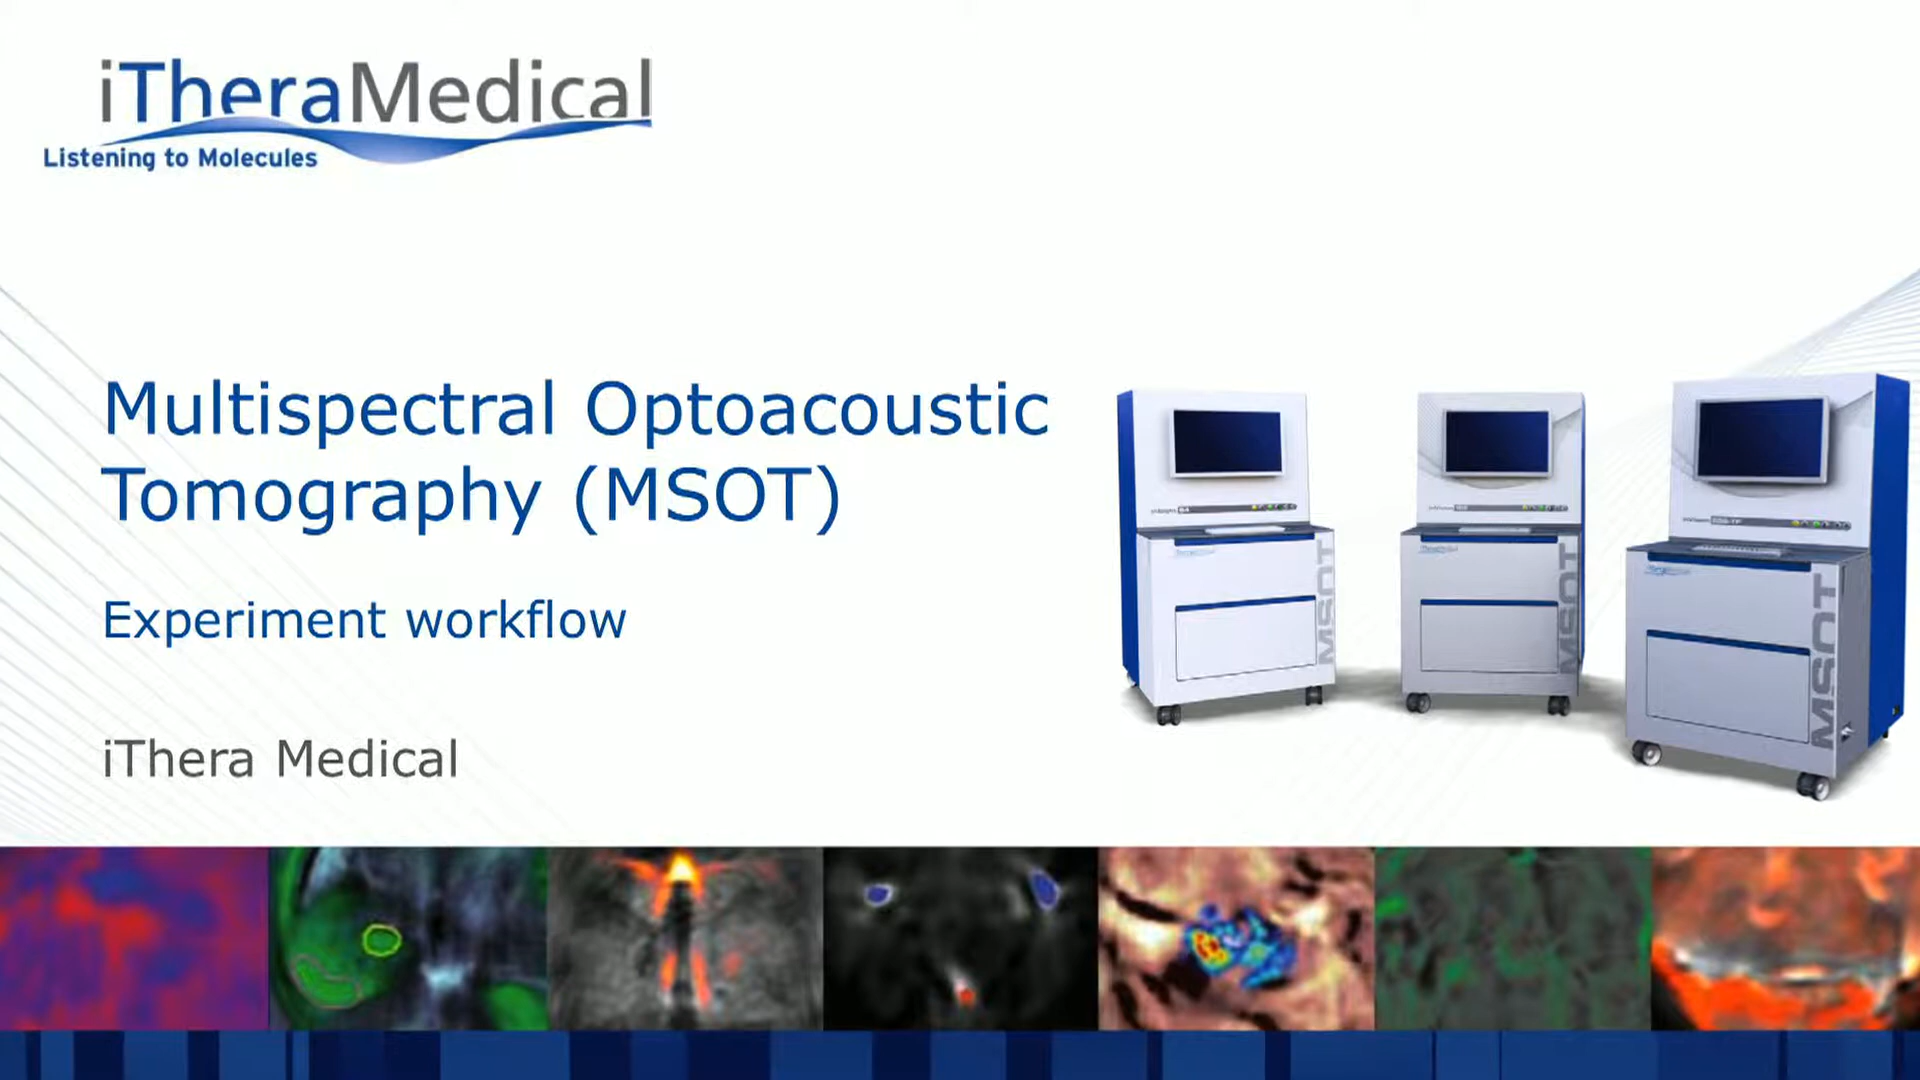 iTheraMedical
Listening to Molecules
Multispectral Optoacoustic
Tomography (MSOT)
Experiment workflow
iThera Medical
MSOT
MSOT
MSOT